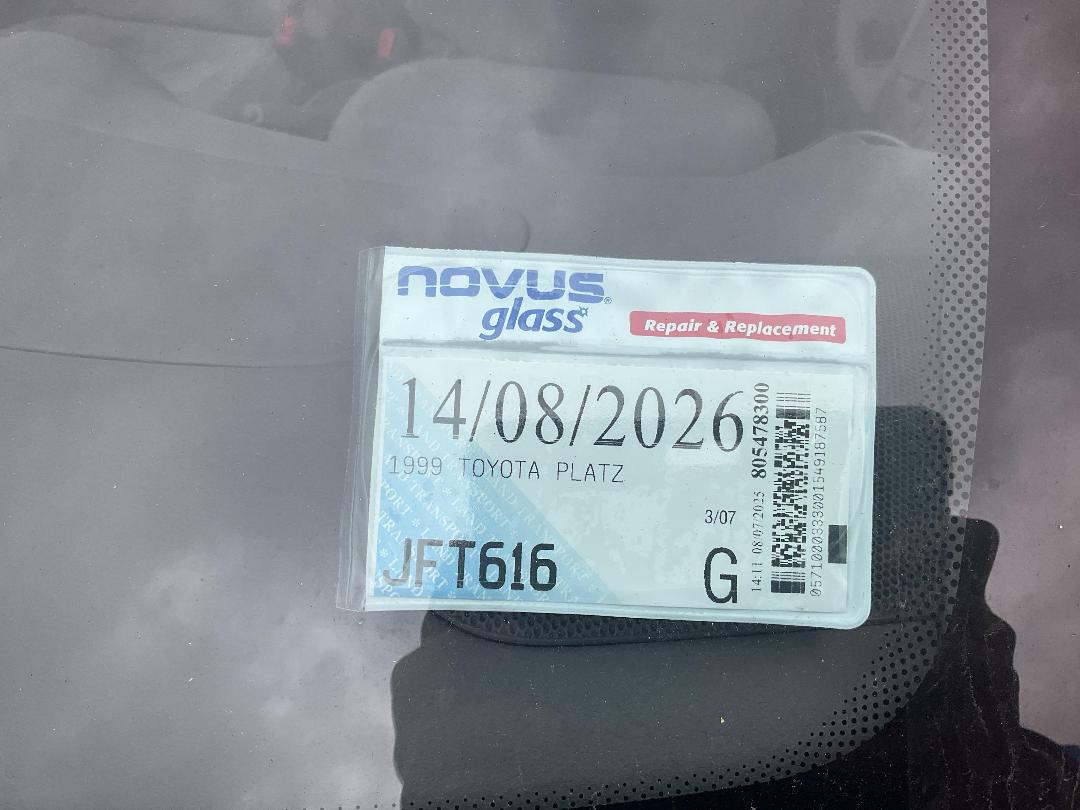 novus®
glass
Repair & Replacement
14/08/2026
1999 TOYOTA PLATZ
3/07
JFT616
G
14:11 08/07/2025 805478300
0571000333001549187587